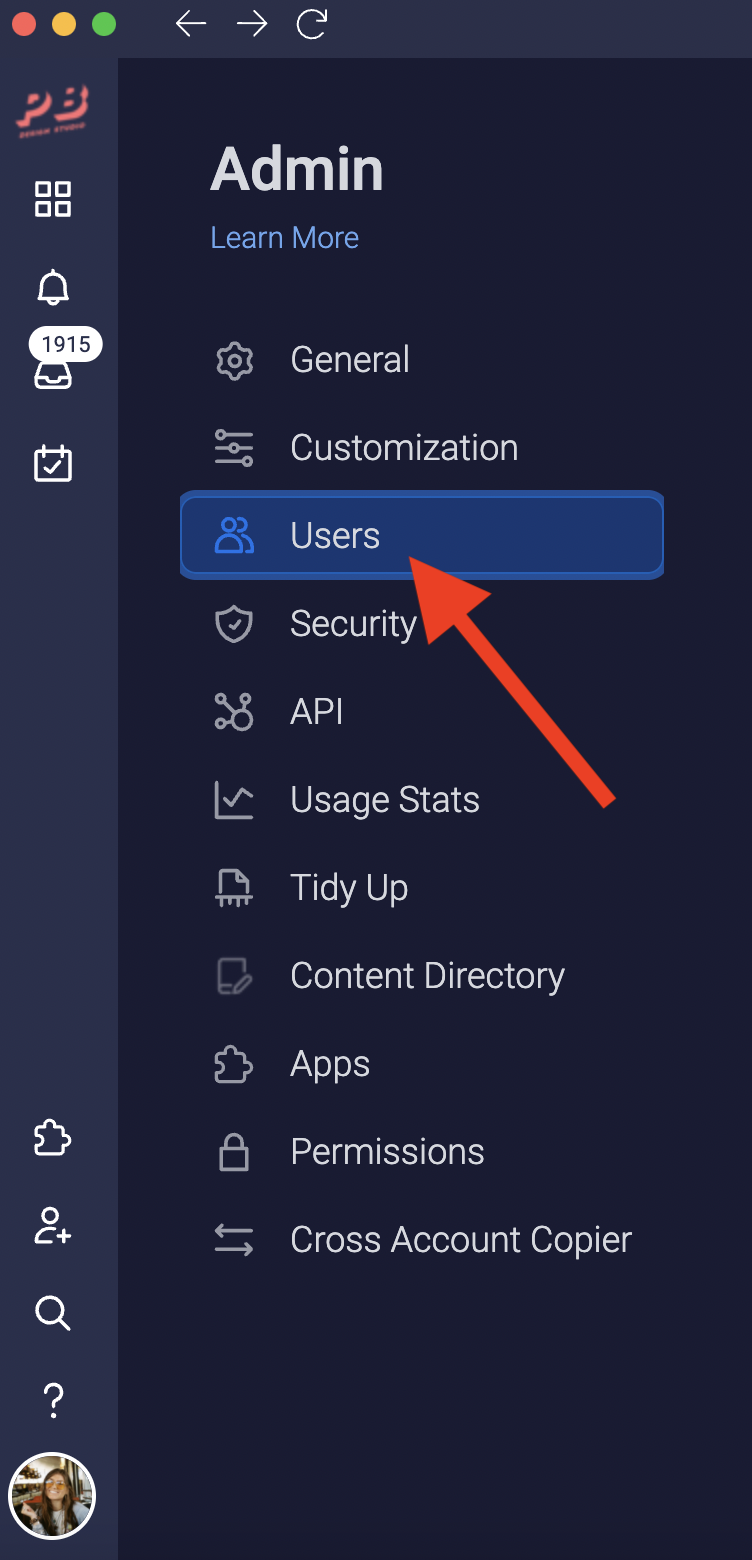 PB
DESIGN STUDIO
1915
Admin
Learn More
General
Customization
Users
Security
API
Usage Stats
Tidy Up
Content Directory
Apps
Permissions
Cross Account Copier
?